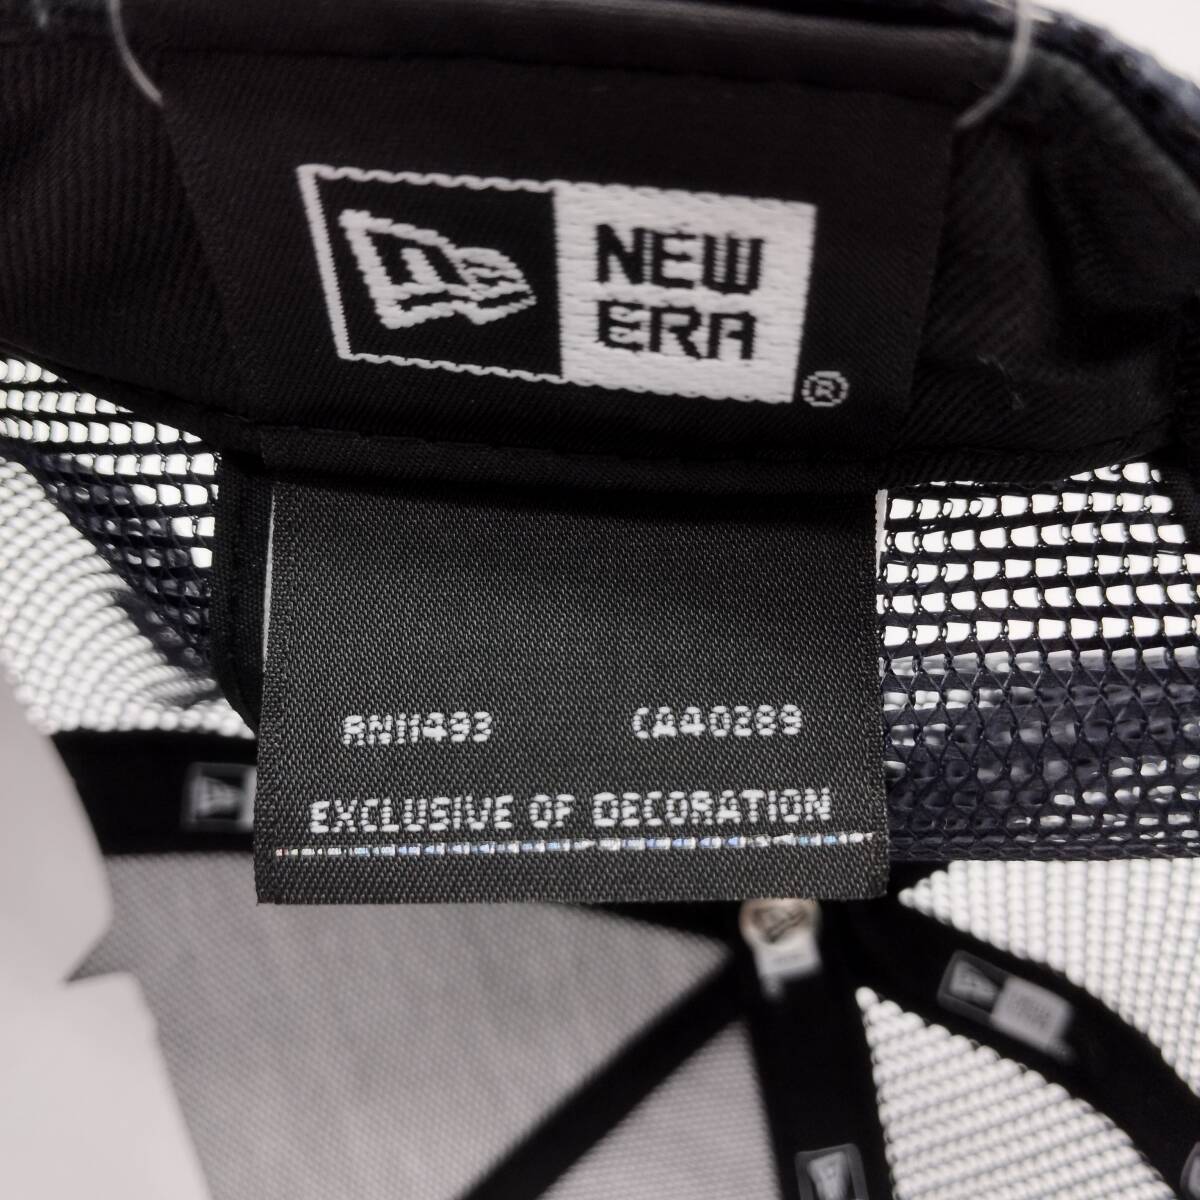 NEW
ERA
®
RN11493 CA40289
EXCLUSIVE OF DECORATION